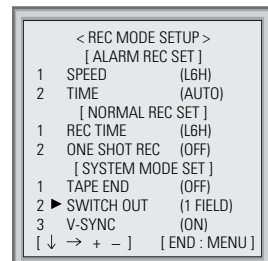 < REC MODE SETUP >
[ ALARM REC SET ]
1 SPEED (L6H)
2 TIME (AUTO)
[ NORMAL REC SET ]
1 REC TIME (L6H)
2 ONE SHOT REC (OFF)
[ SYSTEM MODE SET ]
1 TAPE END (OFF)
2 ► SWITCH OUT (1 FIELD)
3 V-SYNC (ON)
[ ↓ → + – ] [ END : MENU ]